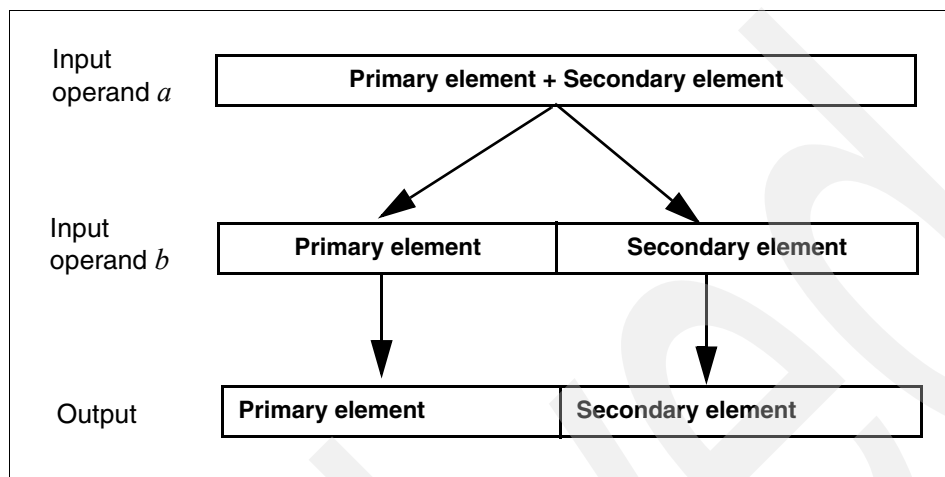 Input
operand a
Primary element + Secondary element
Input
operand b
Primary element
Secondary element
Output
Primary element
Secondary element